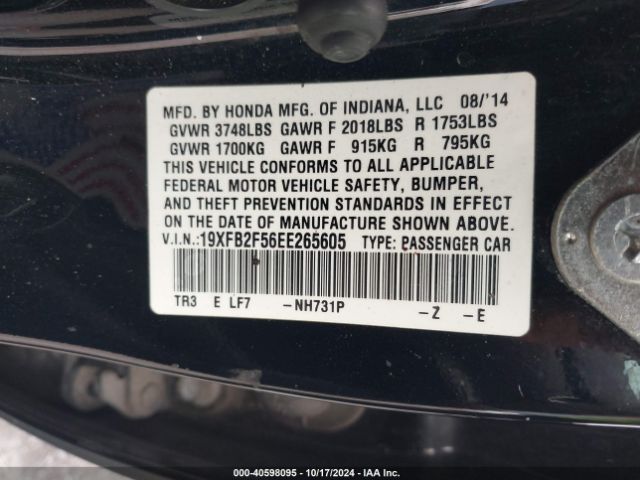 MFD. BY HONDA MFG. OF INDIANA, LLC 08/'14
GVWR 3748LBS GAWR F 2018LBS R 1753LBS
GVWR 1700KG GAWR F 915KG R 795KG
THIS VEHICLE CONFORMS TO ALL APPLICABLE
FEDERAL MOTOR VEHICLE SAFETY, BUMPER,
AND THEFT PREVENTION STANDARDS IN EFFECT
ON THE DATE OF MANUFACTURE SHOWN ABOVE.
V.I.N.:19XFB2F56EE265605 TYPE: PASSENGER CAR
TR3 E LF7 -NH731P -Z -E
000-40598095 | 10/17/2024 | IAA Inc.